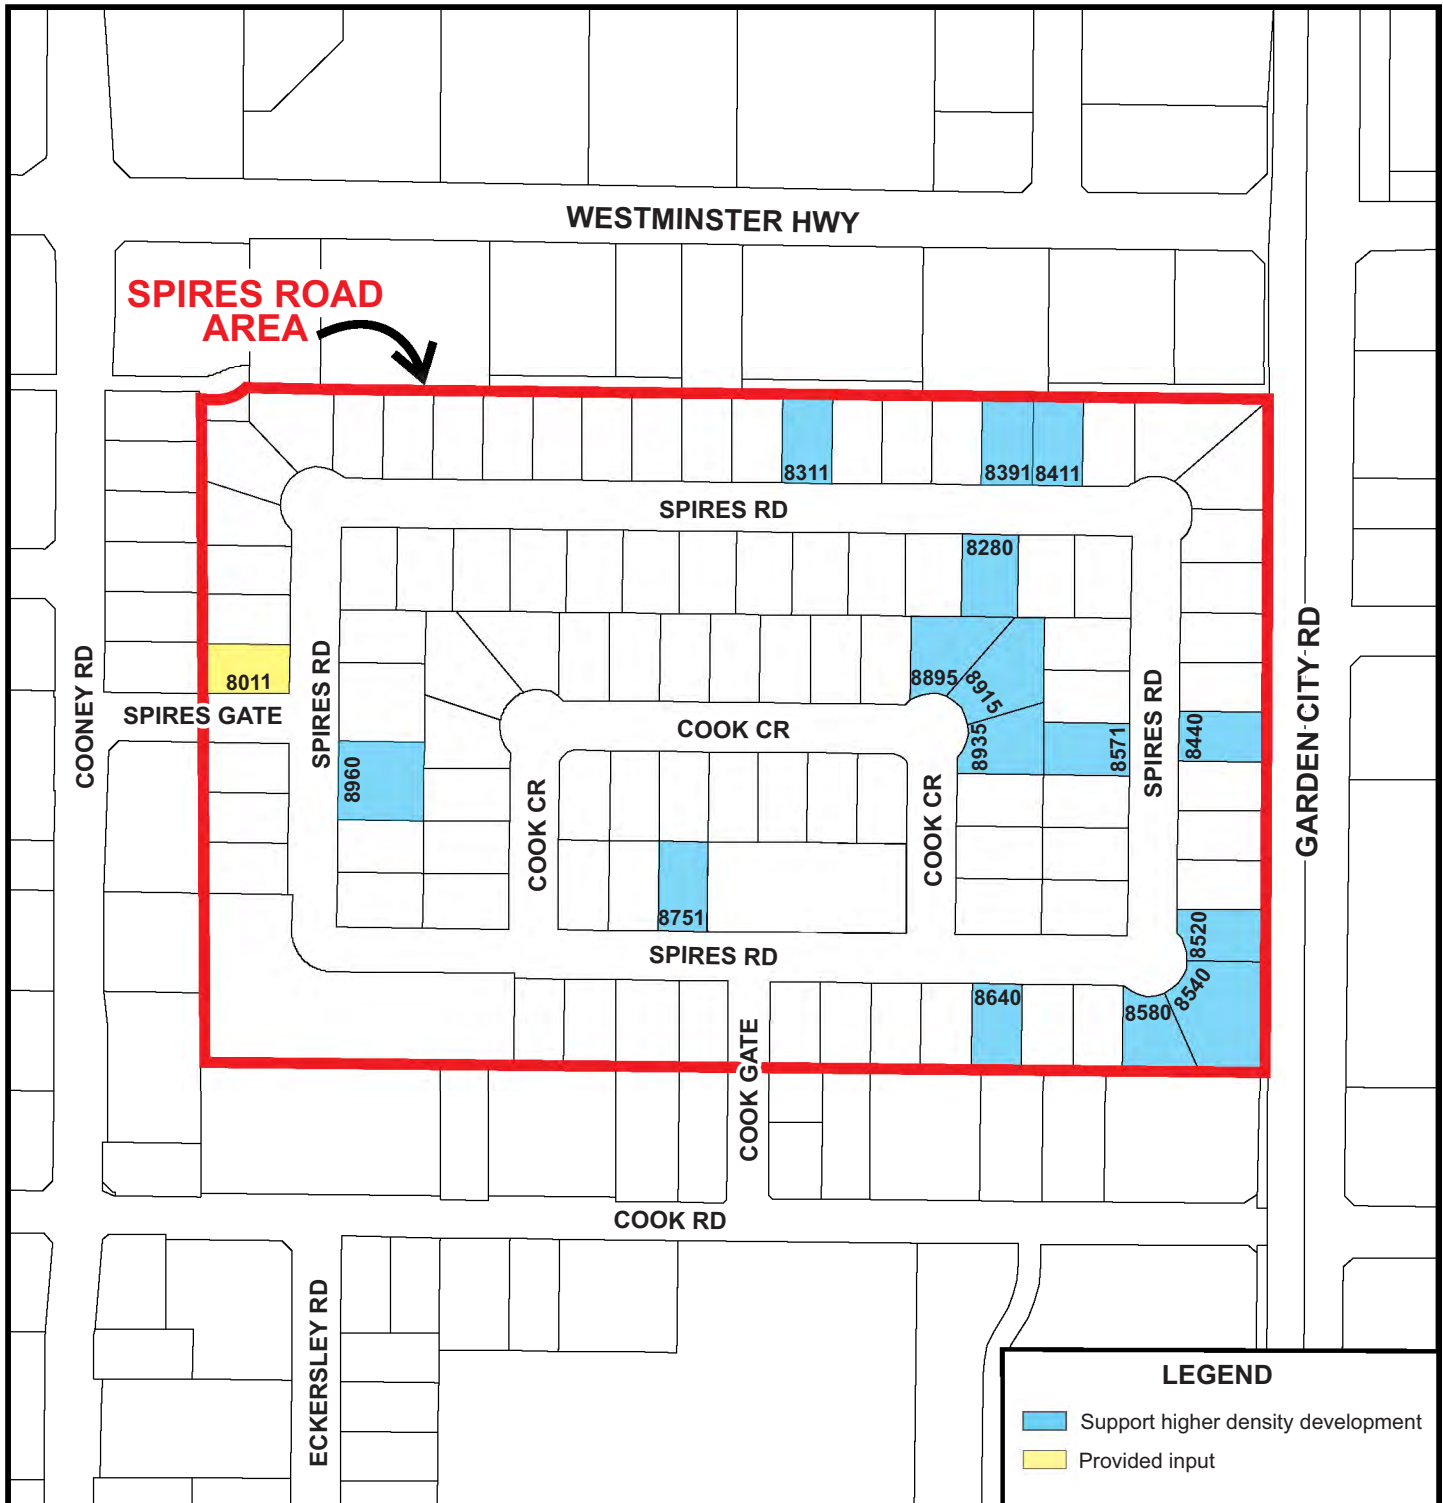 WESTMINSTER HWY
SPIRES ROAD
AREA
8311
8391
8411
SPIRES RD
8280
COONEY RD
8011
SPIRES GATE
SPIRES RD
8895
8915
8935
COOK CR
8571
SPIRES RD
8440
GARDEN CITY RD
8960
COOK CR
COOK CR
8751
8520
SPIRES RD
8540
8640
8580
COOK GATE
COOK RD
ECKERSLEY RD
LEGEND
Support higher density development
Provided input